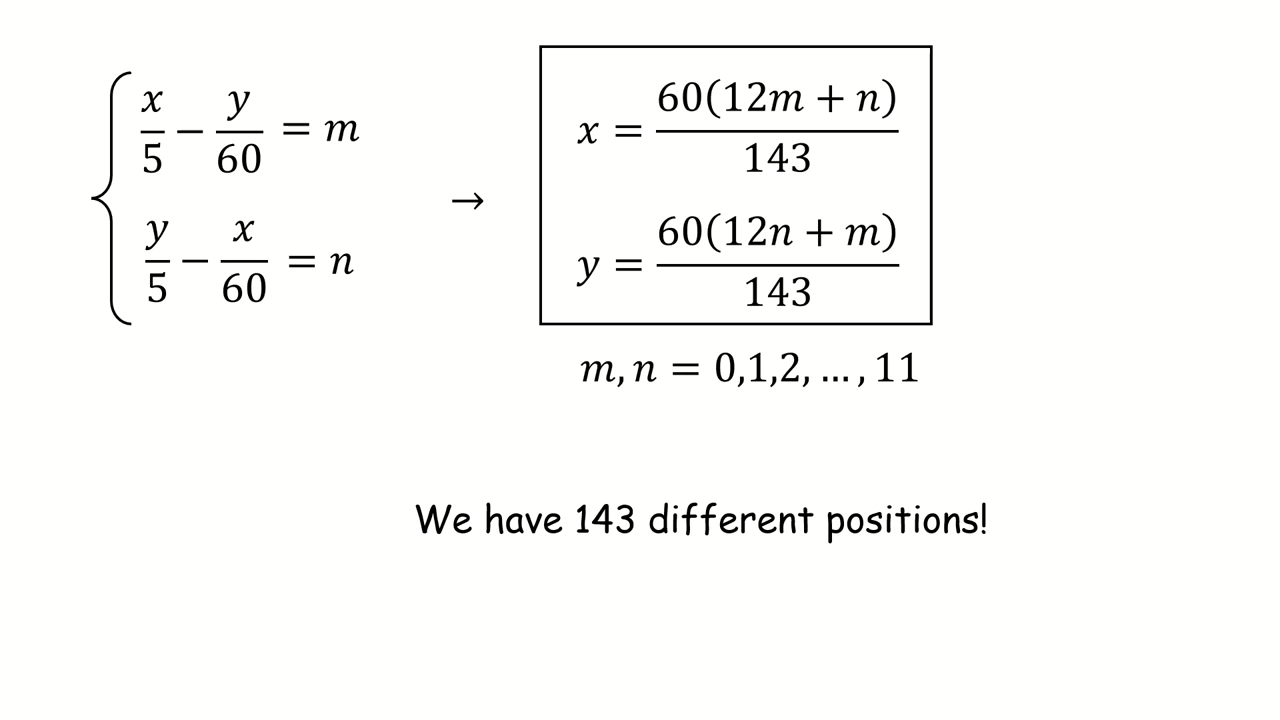 x/5 − y/60 = m
y/5 − x/60 = n
→
x = 60(12m + n)/143
y = 60(12n + m)/143
m, n = 0,1,2, … , 11
We have 143 different positions!